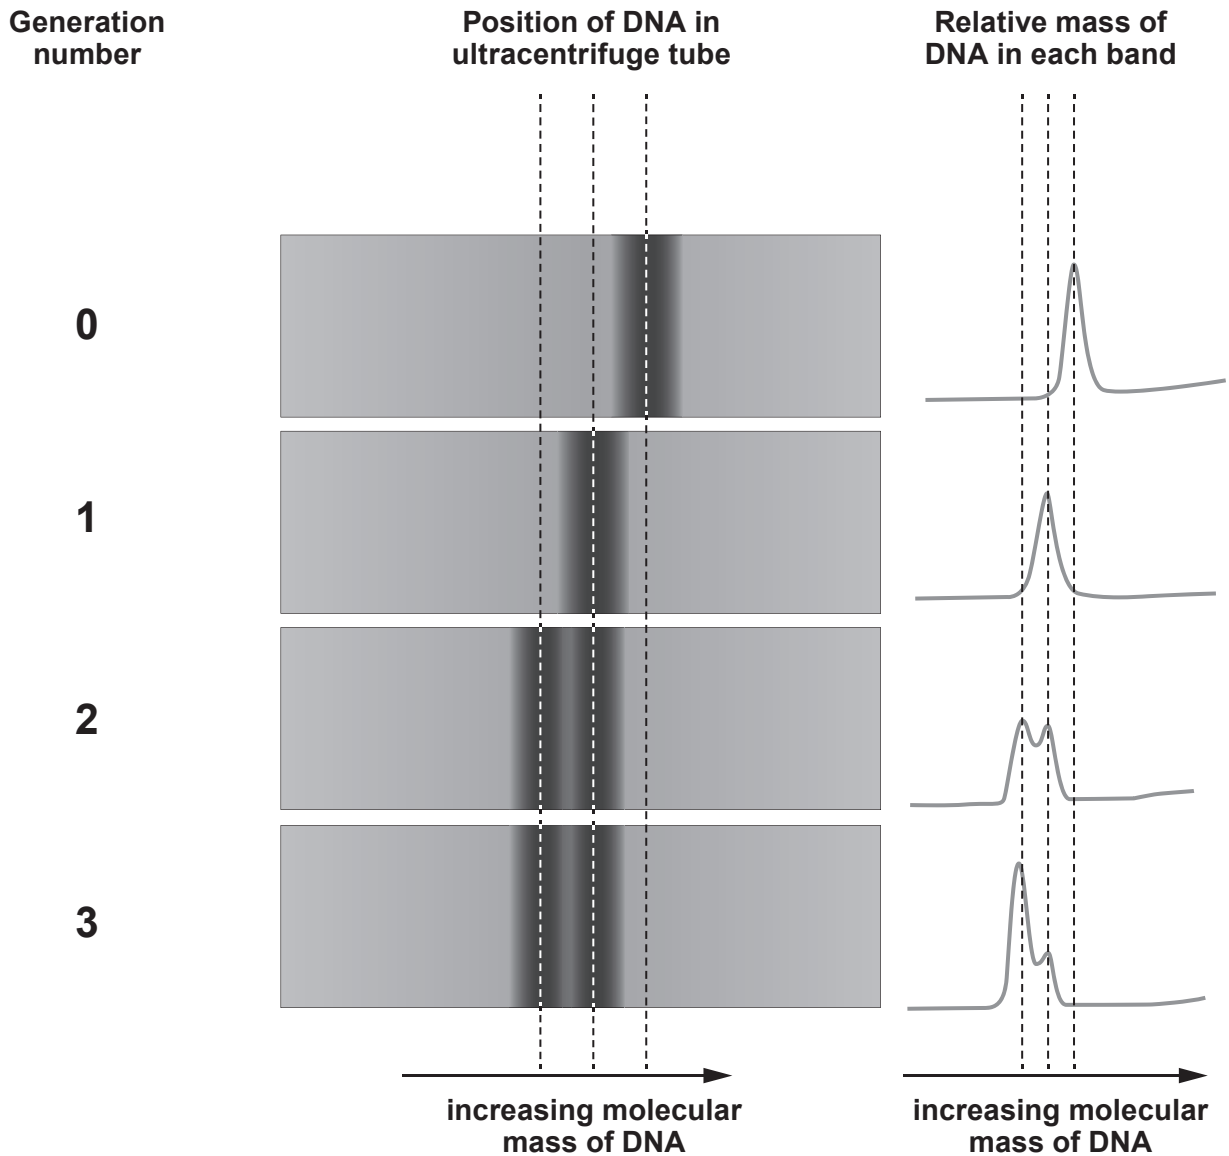 Generation
number
Position of DNA in
ultracentrifuge tube
Relative mass of
DNA in each band
0
1
2
3
increasing molecular
mass of DNA
increasing molecular
mass of DNA